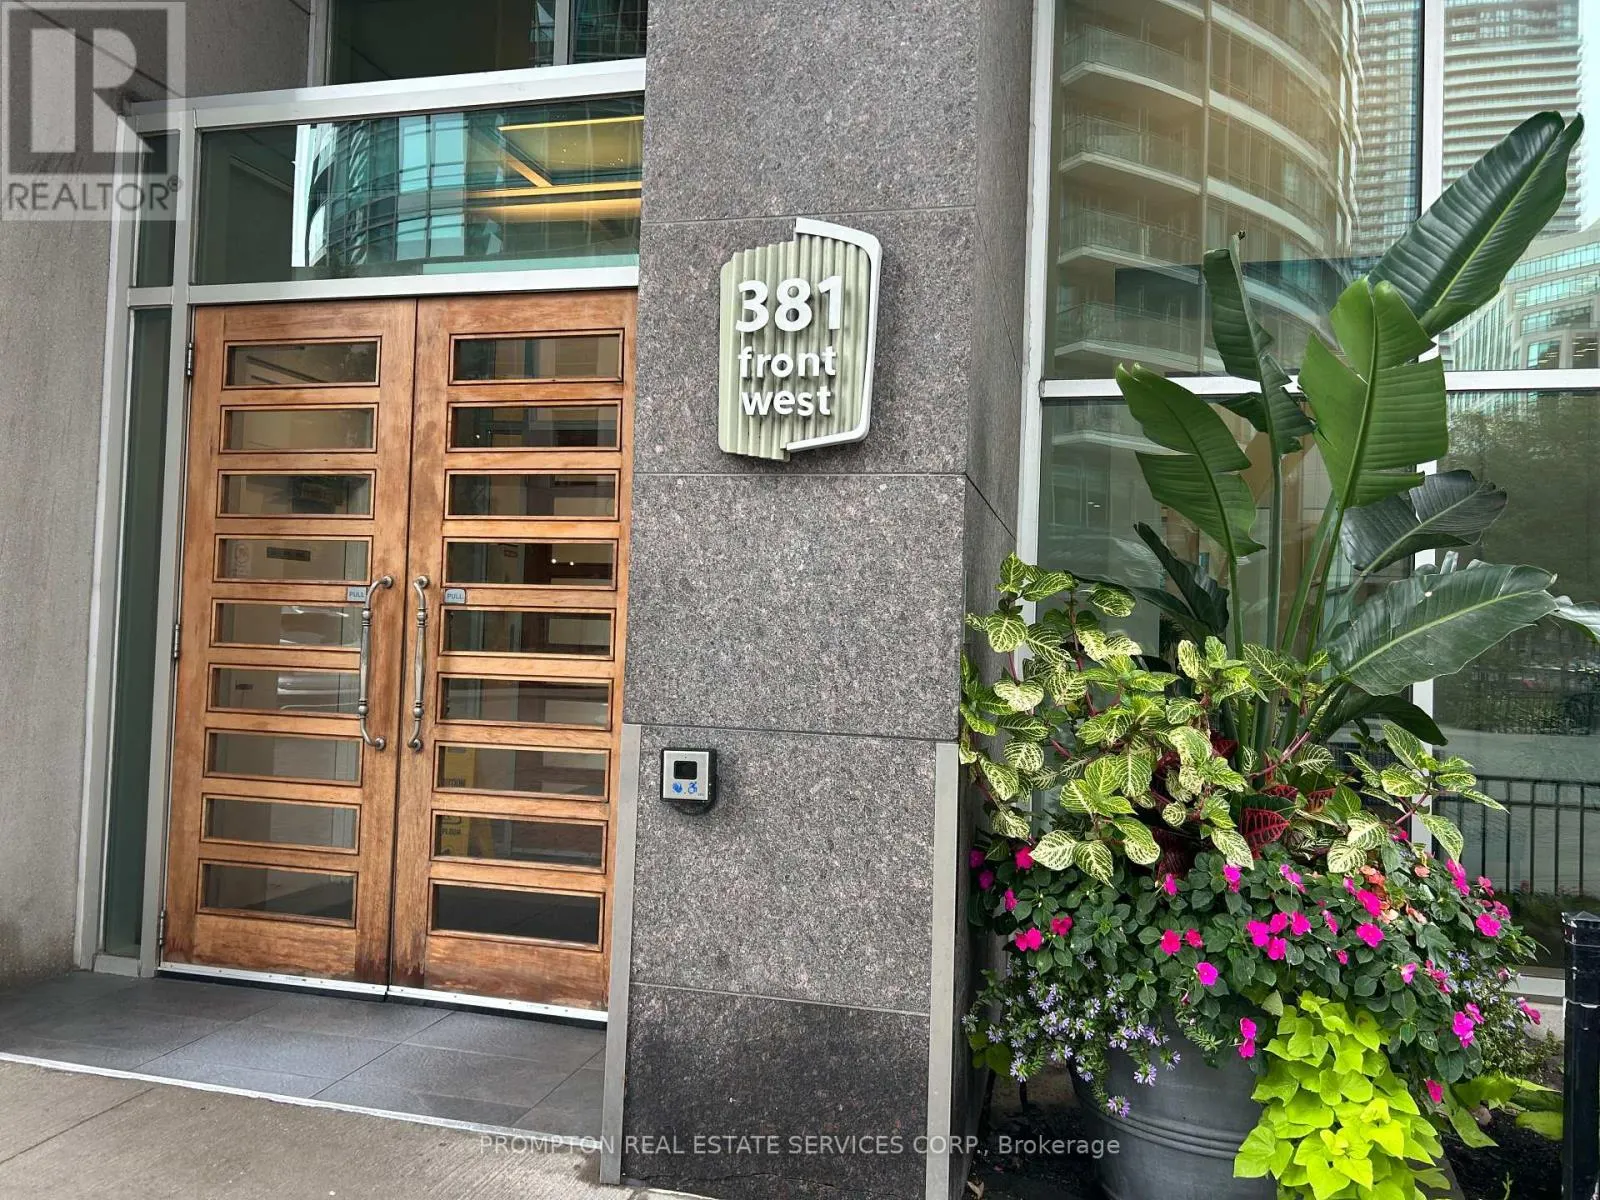 REALTOR®
381
front
west
PULL
PULL
PROMPTON REAL ESTATE SERVICES CORP., Brokerage